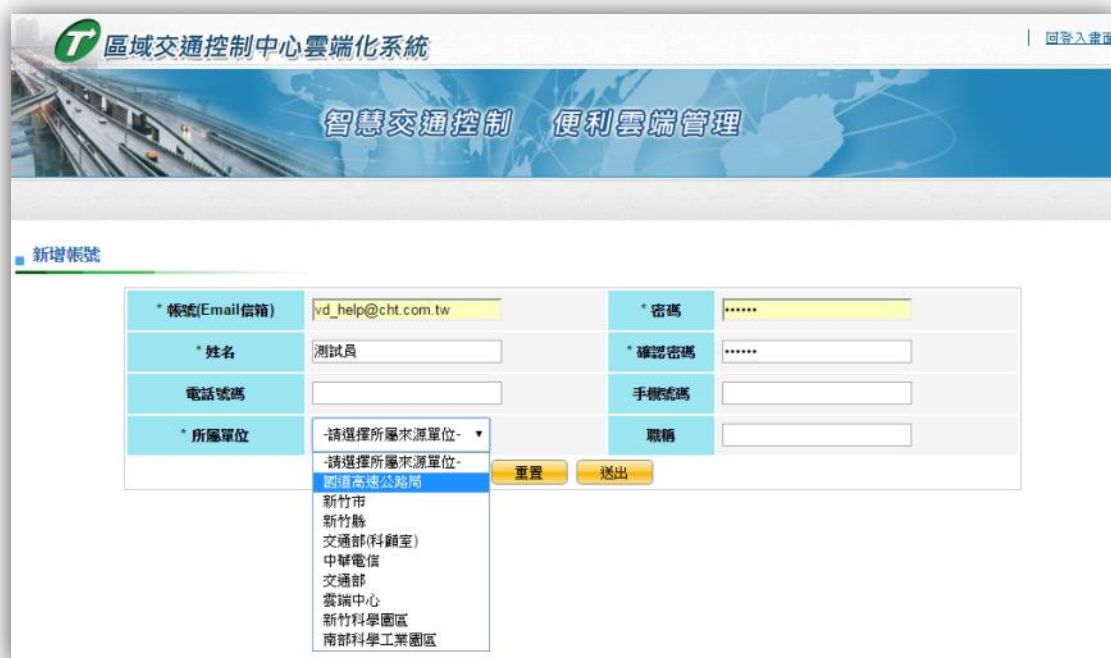 區域交通控制中心雲端化系統
| 回登入畫面
智慧交通控制 便利雲端管理
新增帳號
* 帳號(Email信箱) vd_help@cht.com.tw * 密碼 ••••••
* 姓名 測試員 * 確認密碼 ••••••
電話號碼 手機號碼
* 所屬單位 -請選擇所屬來源單位- ▼ 職稱
-請選擇所屬來源單位-
重置 送出
國道高速公路局
新竹市
新竹縣
交通部(科顧室)
中華電信
交通部
雲端中心
新竹科學園區
南部科學工業園區